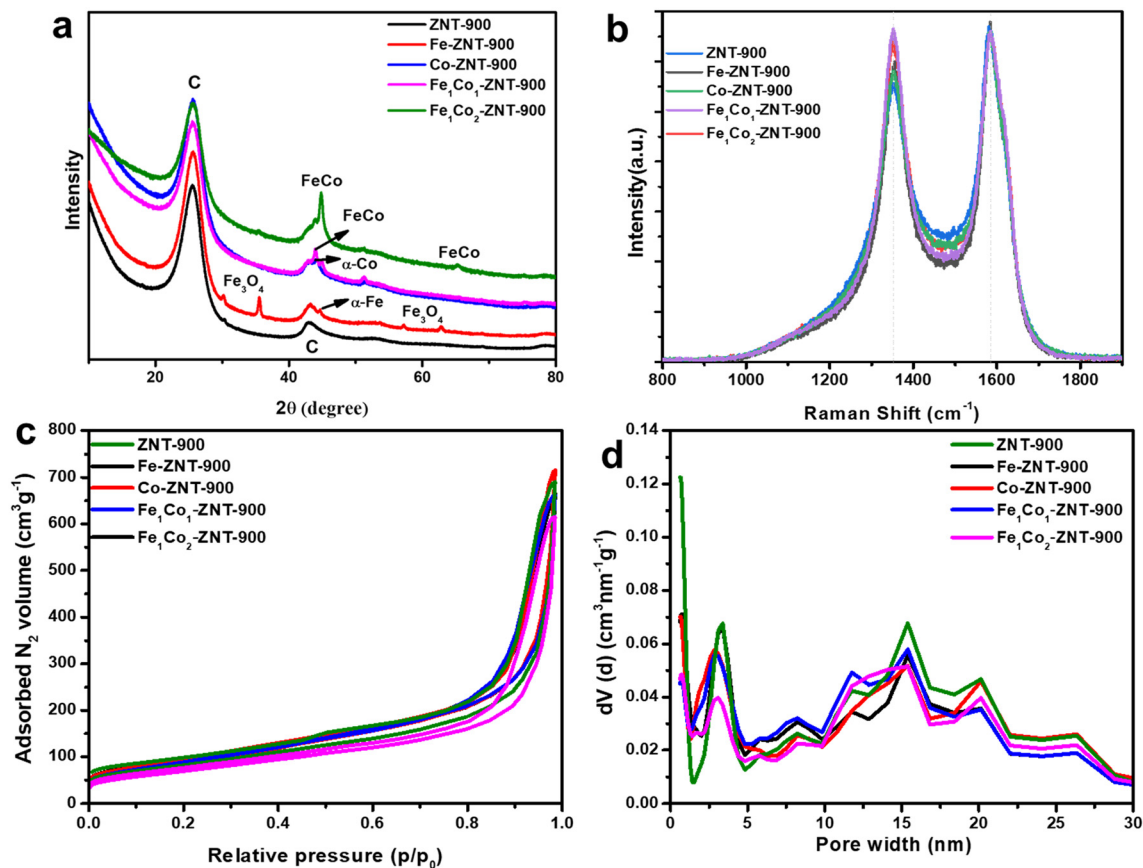 a
ZNT-900
Fe-ZNT-900
Co-ZNT-900
Fe₁Co₁-ZNT-900
Fe₁Co₂-ZNT-900
C
FeCo
FeCo
FeCo
α-Co
Fe₃O₄
α-Fe
Fe₃O₄
C
Intensity
20 40 60 80
2θ (degree)
b
ZNT-900
Fe-ZNT-900
Co-ZNT-900
Fe₁Co₁-ZNT-900
Fe₁Co₂-ZNT-900
Intensity(a.u.)
800 1000 1200 1400 1600 1800
Raman Shift (cm⁻¹)
c
ZNT-900
Fe-ZNT-900
Co-ZNT-900
Fe₁Co₁-ZNT-900
Fe₁Co₂-ZNT-900
Adsorbed N₂ volume (cm³g⁻¹)
800
700
600
500
400
300
200
100
0
0.0 0.2 0.4 0.6 0.8 1.0
Relative pressure (p/p₀)
d
ZNT-900
Fe-ZNT-900
Co-ZNT-900
Fe₁Co₁-ZNT-900
Fe₁Co₂-ZNT-900
dV (d) (cm³nm⁻¹g⁻¹)
0.14
0.12
0.10
0.08
0.06
0.04
0.02
0.00
0 5 10 15 20 25 30
Pore width (nm)